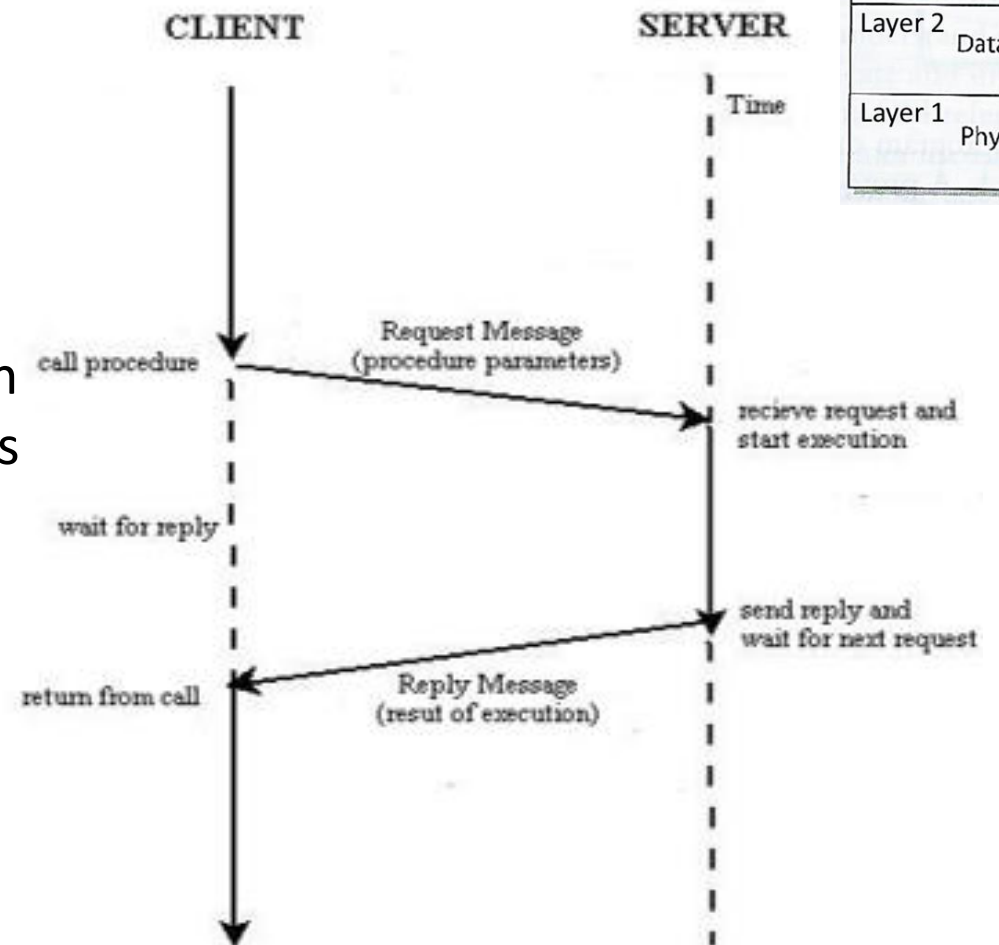 CLIENT
SERVER
Layer 2
Time
Layer 1
Request Message
(procedure parameters)
call procedure
recieve request and
start execution
wait for reply
send reply and
wait for next request
return from call
Reply Message
(resut of execution)